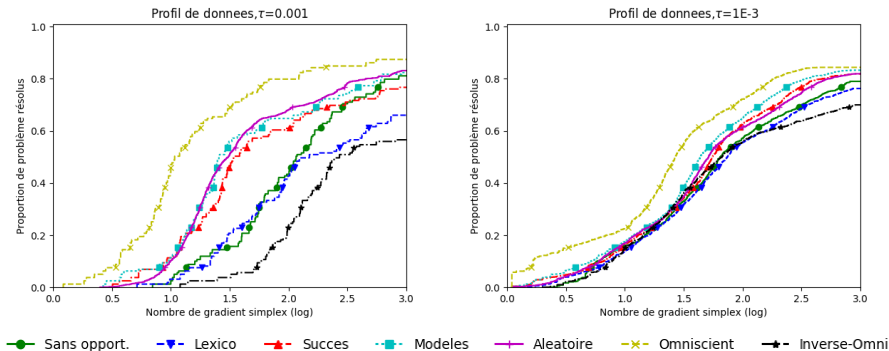 Profil de donnees,τ=0.001
Proportion de problème résolus
1.0
0.8
0.6
0.4
0.2
0.0
0.0 0.5 1.0 1.5 2.0 2.5 3.0
Nombre de gradient simplex (log)
Profil de donnees,τ=1E-3
Proportion de problème résolus
1.0
0.8
0.6
0.4
0.2
0.0
0.0 0.5 1.0 1.5 2.0 2.5 3.0
Nombre de gradient simplex (log)
Sans opport. Lexico Succes Modeles Aleatoire Omniscient Inverse-Omni